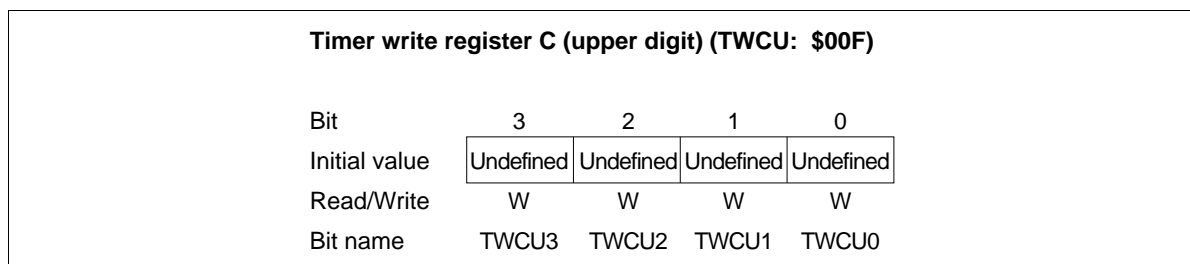 Timer write register C (upper digit) (TWCU: $00F)
Bit 3 2 1 0
Initial value Undefined Undefined Undefined Undefined
Read/Write W W W W
Bit name TWCU3 TWCU2 TWCU1 TWCU0